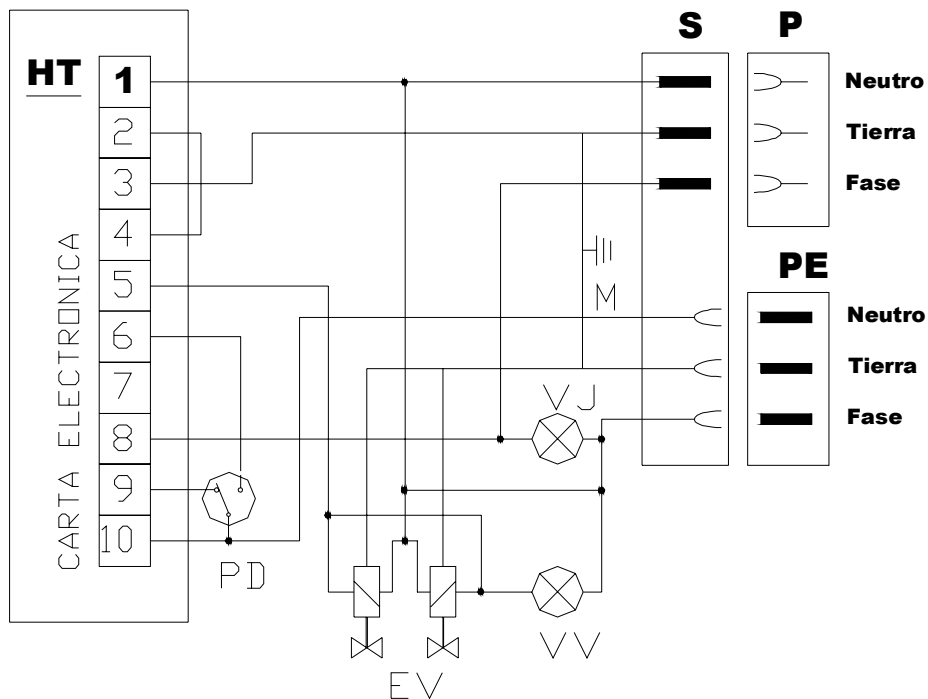 S P
HT
1
2
3
4
5
6
7
8
9
10
CARTA ELECTRONICA
Neutro
Tierra
Fase
M
PE
Neutro
Tierra
Fase
VJ
PD
VV
EV